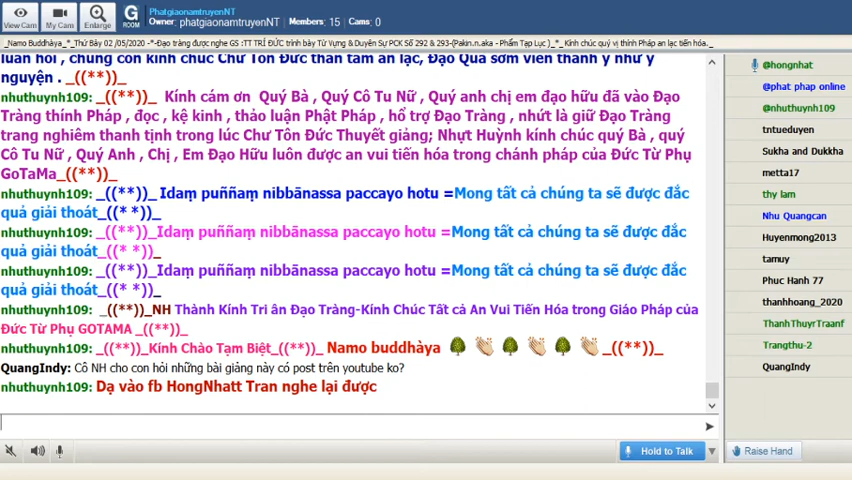 View Cam
My Cam
Enlarge
G
ROOM
PhatgiaonamtruyenNT
Owner: phatgiaonamtruyenNT Members: 15 Cams: 0
_Namo Buddhàya_*_Thứ Bảy 02 /05/2020 -*-Đạo tràng được nghe GS :TT TRÍ ĐỨC trình bày Từ Vựng &Duyên Sự PCK Số 292 & 293-(Pakin.n.aka - Phẩm Tạp Lục )_*_ Kính chúc quý vị thính Pháp an lạc tiến hóa._
luân hồi , chúng con kính chúc Chư Tôn Đức thân tâm an lạc, Đạo Quả sớm viên thành y như ý
nguyện . _((**))_
nhuthuynh109: _((**))_ Kính cám ơn Quý Bà , Quý Cô Tu Nữ , Quý anh chị em đạo hữu đã vào Đạo
Tràng thính Pháp , đọc , kệ kinh , thảo luận Phật Pháp , hổ trợ Đạo Tràng , nhứt là giữ Đạo Tràng
trang nghiêm thanh tịnh trong lúc Chư Tôn Đức Thuyết giảng; Nhựt Huỳnh kính chúc quý Bà , quý
Cô Tu Nữ , Quý Anh , Chị , Em Đạo Hữu luôn được an vui tiến hóa trong chánh pháp của Đức Từ Phụ
GoTaMa_((**))_
nhuthuynh109: _((**))_ Idaṃ puññaṃ nibbānassa paccayo hotu =Mong tất cả chúng ta sẽ được đắc
quả giải thoát_((* *))_
nhuthuynh109: _((**))_Idaṃ puññaṃ nibbānassa paccayo hotu =Mong tất cả chúng ta sẽ được đắc
quả giải thoát_((* *))_
nhuthuynh109: _((**))_Idaṃ puññaṃ nibbānassa paccayo hotu =Mong tất cả chúng ta sẽ được đắc
quả giải thoát_((* *))_
nhuthuynh109: _((**))_NH Thành Kính Tri ân Đạo Tràng-Kính Chúc Tất cả An Vui Tiến Hóa trong Giáo Pháp của
Đức Từ Phụ GOTAMA _((**))_
nhuthuynh109: _((**))_Kính Chào Tạm Biệt_((**))_ Namo buddhàya _((**))_
QuangIndy: Cô NH cho con hỏi những bài giảng này có post trên youtube ko?
nhuthuynh109: Dạ vào fb HongNhatt Tran nghe lại được
Hold to Talk
@hongnhat
@phat phap online
@nhuthuynh109
tntueduyen
Sukha and Dukkha
metta17
thy lam
Nhu Quangcan
Huyenmong2013
tamuy
Phuc Hanh 77
thanhhoang_2020
ThanhThuyrTraanf
Trangthu-2
QuangIndy
Raise Hand